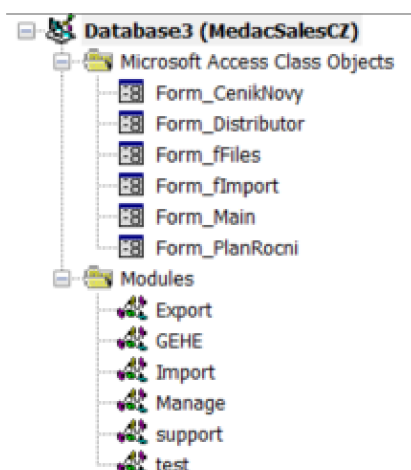 Database3 (MedacSalesCZ)
Microsoft Access Class Objects
Form_CenikNovy
Form_Distributor
Form_fFiles
Form_fImport
Form_Main
Form_PlanRocni
Modules
Export
GEHE
Import
Manage
support
test